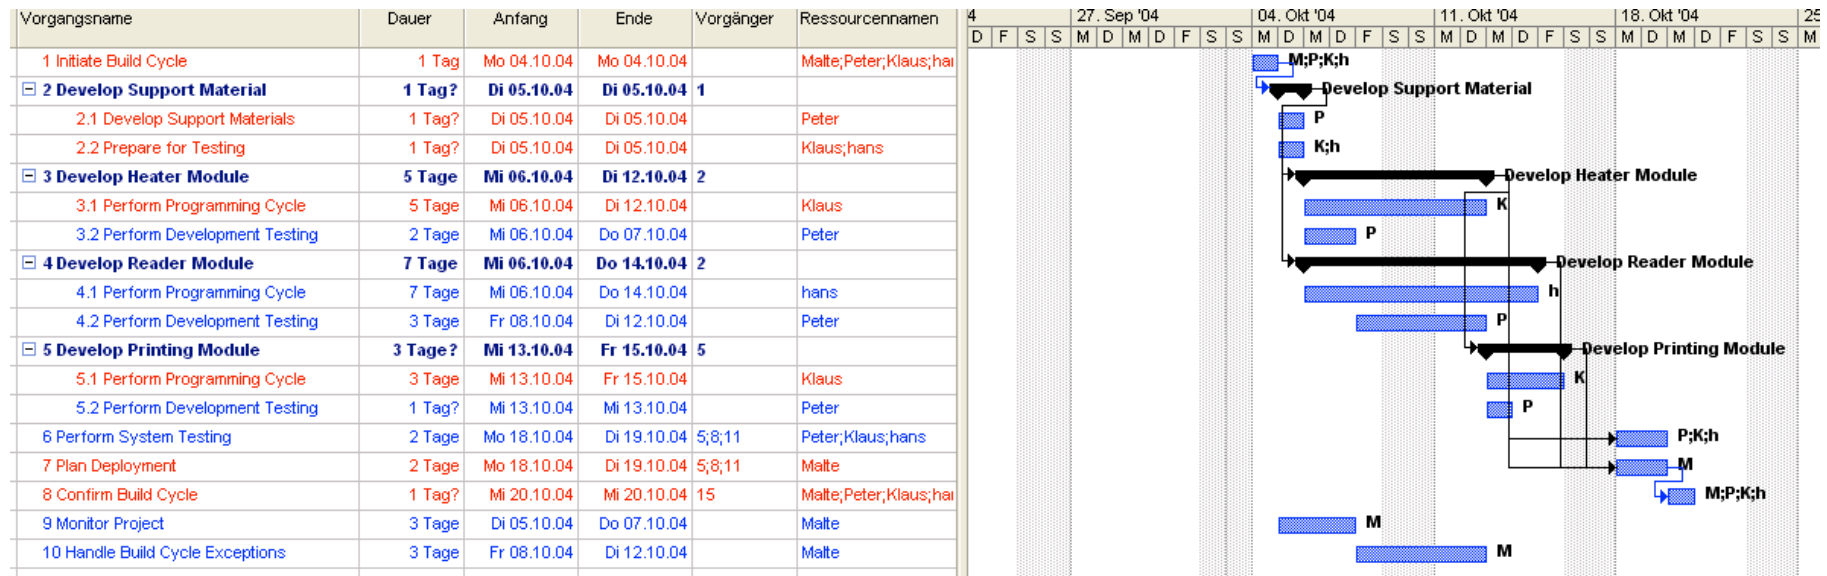 Vorgangsname Dauer Anfang Ende Vorgänger Ressourcennamen 4 27. Sep '04 04. Okt '04 11. Okt '04 18. Okt '04 25
D F S S M D M D F S S M D M D F S S M D M D F S S M D M D F S S M
1 Initiate Build Cycle 1 Tag Mo 04.10.04 Mo 04.10.04 Malte;Peter;Klaus;hai M;P;K;h
2 Develop Support Material 1 Tag? Di 05.10.04 Di 05.10.04 1 Develop Support Material
2.1 Develop Support Materials 1 Tag? Di 05.10.04 Di 05.10.04 Peter P
2.2 Prepare for Testing 1 Tag? Di 05.10.04 Di 05.10.04 Klaus;hans K;h
3 Develop Heater Module 5 Tage Mi 06.10.04 Di 12.10.04 2 Develop Heater Module
3.1 Perform Programming Cycle 5 Tage Mi 06.10.04 Di 12.10.04 Klaus K
3.2 Perform Development Testing 2 Tage Mi 06.10.04 Do 07.10.04 Peter P
4 Develop Reader Module 7 Tage Mi 06.10.04 Do 14.10.04 2 Develop Reader Module
4.1 Perform Programming Cycle 7 Tage Mi 06.10.04 Do 14.10.04 hans h
4.2 Perform Development Testing 3 Tage Fr 08.10.04 Di 12.10.04 Peter P
5 Develop Printing Module 3 Tage? Mi 13.10.04 Fr 15.10.04 5 Develop Printing Module
5.1 Perform Programming Cycle 3 Tage Mi 13.10.04 Fr 15.10.04 Klaus K
5.2 Perform Development Testing 1 Tag? Mi 13.10.04 Mi 13.10.04 Peter P
6 Perform System Testing 2 Tage Mo 18.10.04 Di 19.10.04 5;8;11 Peter;Klaus;hans P;K;h
7 Plan Deployment 2 Tage Mo 18.10.04 Di 19.10.04 5;8;11 Malte M
8 Confirm Build Cycle 1 Tag? Mi 20.10.04 Mi 20.10.04 15 Malte;Peter;Klaus;hai M;P;K;h
9 Monitor Project 3 Tage Di 05.10.04 Do 07.10.04 Malte M
10 Handle Build Cycle Exceptions 3 Tage Fr 08.10.04 Di 12.10.04 Malte M